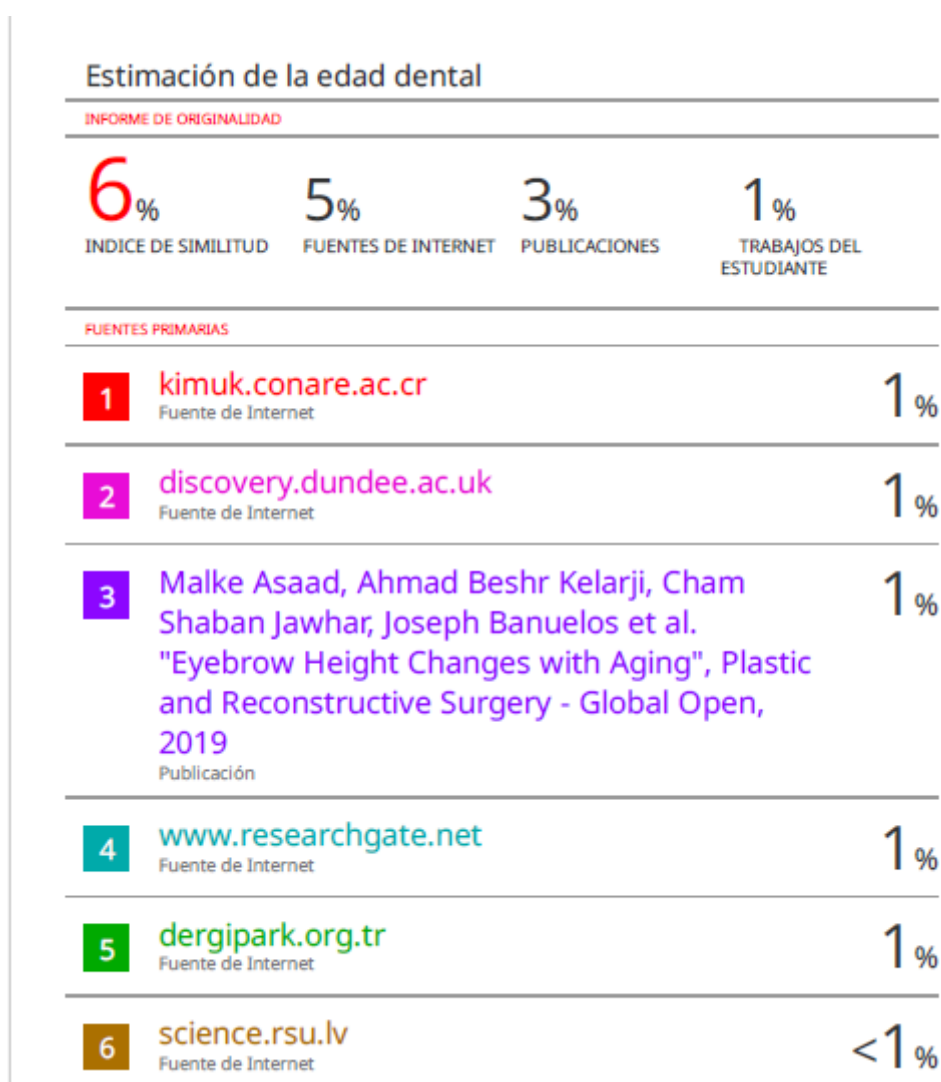 Estimación de la edad dental
INFORME DE ORIGINALIDAD
6%
INDICE DE SIMILITUD
5%
FUENTES DE INTERNET
3%
PUBLICACIONES
1%
TRABAJOS DEL
ESTUDIANTE
FUENTES PRIMARIAS
1
kimuk.conare.ac.cr
Fuente de Internet
1%
2
discovery.dundee.ac.uk
Fuente de Internet
1%
3
Malke Asaad, Ahmad Beshr Kelarji, Cham
Shaban Jawhar, Joseph Banuelos et al.
"Eyebrow Height Changes with Aging", Plastic
and Reconstructive Surgery - Global Open,
2019
Publicación
1%
4
www.researchgate.net
Fuente de Internet
1%
5
dergipark.org.tr
Fuente de Internet
1%
6
science.rsu.lv
Fuente de Internet
<1%